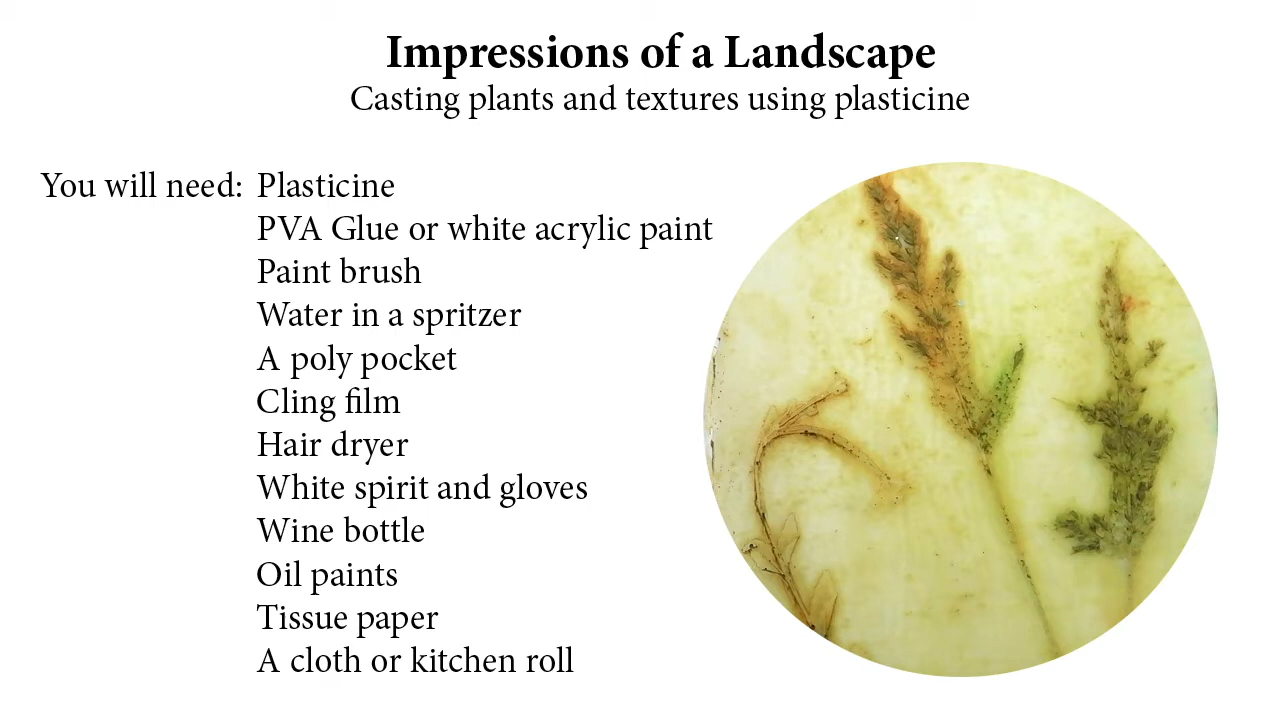 Impressions of a Landscape
Casting plants and textures using plasticine
You will need: Plasticine
PVA Glue or white acrylic paint
Paint brush
Water in a spritzer
A poly pocket
Cling film
Hair dryer
White spirit and gloves
Wine bottle
Oil paints
Tissue paper
A cloth or kitchen roll